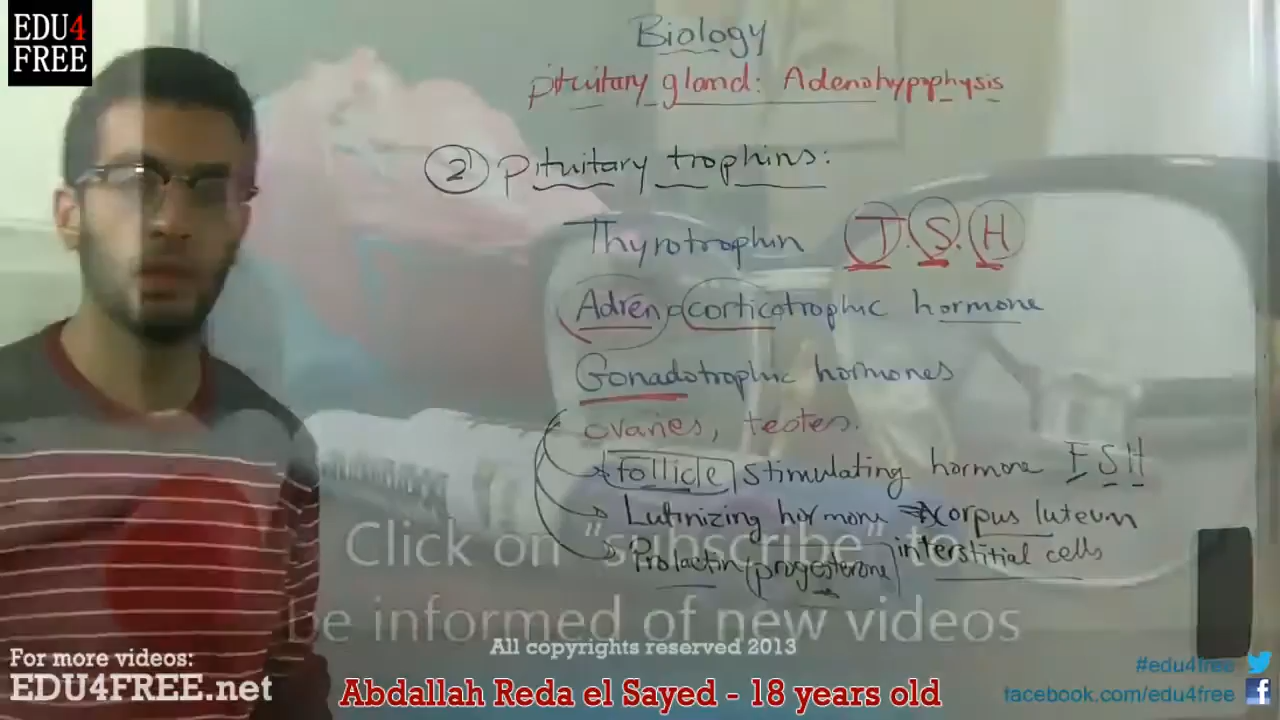 EDU4
FREE
Biology
pituitary gland: Adenohypophysis
2 Pituitary trophins:
Thyrotrophin T.S.H
Adrenocorticotrophic hormone
Gonadotrophic hormones
ovaries, testes.
follicle stimulating hormone FSH
Lutinizing hormone ⇒ corpus luteum
interstitial cells
Prolactin (progesterone)
Click on "subscribe" to
be informed of new videos
All copyrights reserved 2013
For more videos:
EDU4FREE.net
Abdallah Reda el Sayed - 18 years old
#edu4free
facebook.com/edu4free